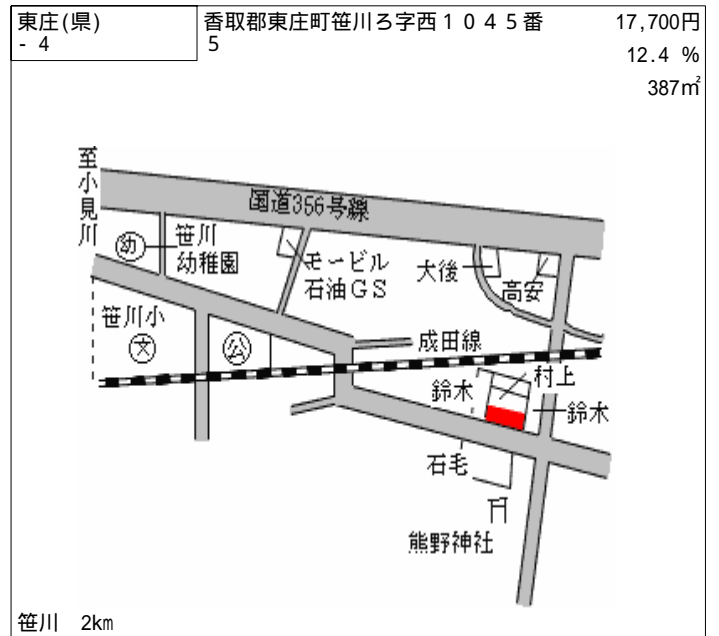 東庄(県)
- 4
香取郡東庄町笹川ろ字西１０４５番
5
17,700円
12.4 %
387㎡
至小見川
国道356号線
幼
笹川
幼稚園
モービル
石油GS
大後
高安
笹川小
文
公
成田線
村上
鈴木
鈴木
石毛
熊野神社
笹川 2km